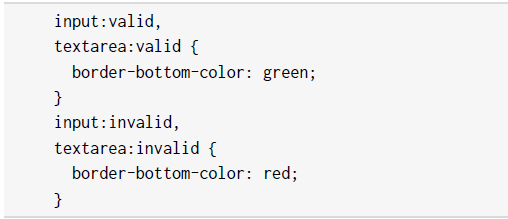 input:valid,
textarea:valid {
  border-bottom-color: green;
}
input:invalid,
textarea:invalid {
  border-bottom-color: red;
}